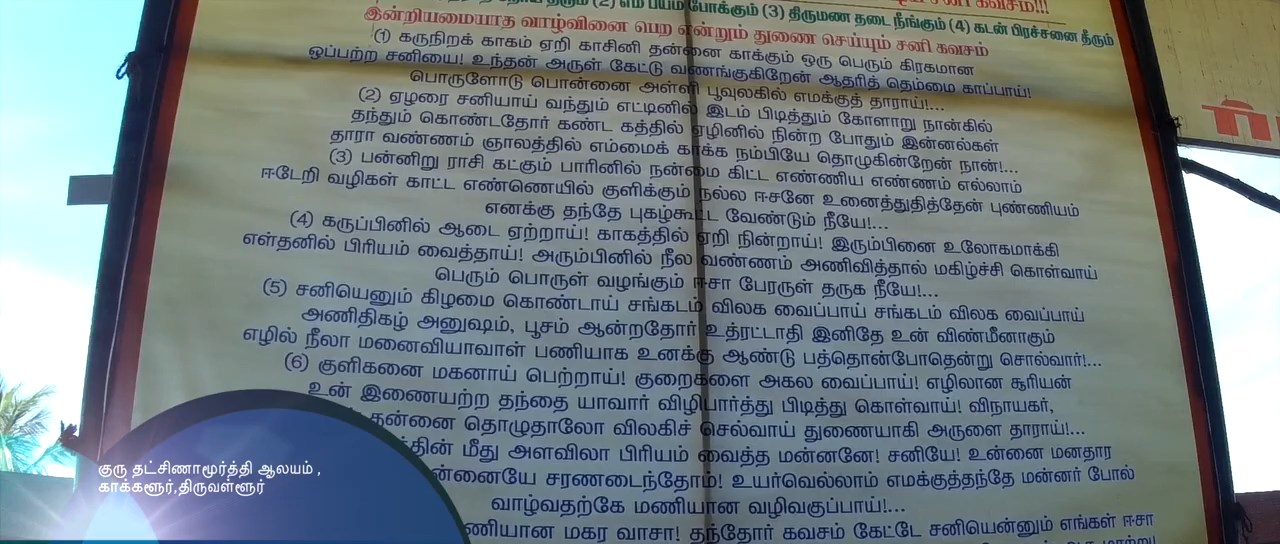 சனி கவசம்!!!
தரும் (2) எம பயம் போக்கும் (3) திருமண தடை நீங்கும் (4) கடன் பிரச்சனை தீரும்
இன்றியமையாத வாழ்வினை பெற என்றும் துணை செய்யும் சனி கவசம்
(1) கருநிறக் காகம் ஏறி காசினி தன்னை காக்கும் ஒரு பெரும் கிரகமான
ஒப்பற்ற சனியை! உந்தன் அருள் கேட்டு வணங்குகிறேன் ஆதரித் தெம்மை காப்பாய்!
பொருளோடு பொன்னை அள்ளி பூவுலகில் எமக்குத் தாராய்!...
(2) ஏழரை சனியாய் வந்தும் எட்டினில் இடம் பிடித்தும் கோளாறு நான்கில்
தந்தும் கொண்டதோர் கண்ட கத்தில் ஏழினில் நின்ற போதும் இன்னல்கள்
தாரா வண்ணம் ஞாலத்தில் எம்மைக் காக்க நம்பியே தொழுகின்றேன் நான்!...
(3) பன்னிறு ராசி கட்கும் பாரினில் நன்மை கிட்ட எண்ணிய எண்ணம் எல்லாம்
ஈடேறி வழிகள் காட்ட எண்ணெயில் குளிக்கும் நல்ல ஈசனே உனைத்துதித்தேன் புண்ணியம்
எனக்கு தந்தே புகழ்கூட்ட வேண்டும் நீயே!...
(4) கருப்பினில் ஆடை ஏற்றாய்! காகத்தில் ஏறி நின்றாய்! இரும்பினை உலோகமாக்கி
எள்தனில் பிரியம் வைத்தாய்! அரும்பினில் நீல வண்ணம் அணிவித்தால் மகிழ்ச்சி கொள்வாய்
பெரும் பொருள் வழங்கும் ஈசா பேரருள் தருக நீயே!...
(5) சனியெனும் கிழமை கொண்டாய் சங்கடம் விலக வைப்பாய் சங்கடம் விலக வைப்பாய்
அணிதிகழ் அனுஷம், பூசம் ஆன்றதோர் உத்ரட்டாதி இனிதே உன் விண்மீனாகும்
எழில் நீலா மனைவியாவாள் பணியாக உனக்கு ஆண்டு பத்தொன்போதென்று சொல்வார்!...
(6) குளிகனை மகனாய் பெற்றாய்! குறைகளை அகல வைப்பாய்! எழிலான சூரியன்
உன் இணையற்ற தந்தை யாவார் விழிபார்த்து பிடித்து கொள்வாய்! விநாயகர்,
தன்னை தொழுதாலோ விலகிச் செல்வாய் துணையாகி அருளை தாராய்!...
த்தின் மீது அளவிலா பிரியம் வைத்த மன்னனே! சனியே! உன்னை மனதார
ன்னையே சரணடைந்தோம்! உயர்வெல்லாம் எமக்குத்தந்தே மன்னர் போல்
வாழ்வதற்கே மணியான வழிவகுப்பாய்!...
ணியான மகர வாசா! தந்தோர் கவசம் கேட்டே சனியென்னும் எங்கள் ஈசா
குரு தட்சிணாமூர்த்தி ஆலயம் ,
காக்களூர்,திருவள்ளூர்